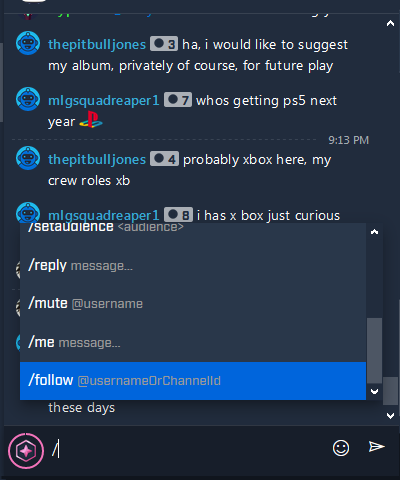 thepitbulljones 3 ha, i would like to suggest
my album, privately of course, for future play
mlgsquadreaper1 7 whos getting ps5 next
year
9:13 PM
thepitbulljones 4 probably xbox here, my
crew roles xb
mlgsquadreaper1 8 i has x box just curious
/setaudience <audience>
/reply message...
/mute @username
/me message...
/follow @usernameOrChannelId
these days
/